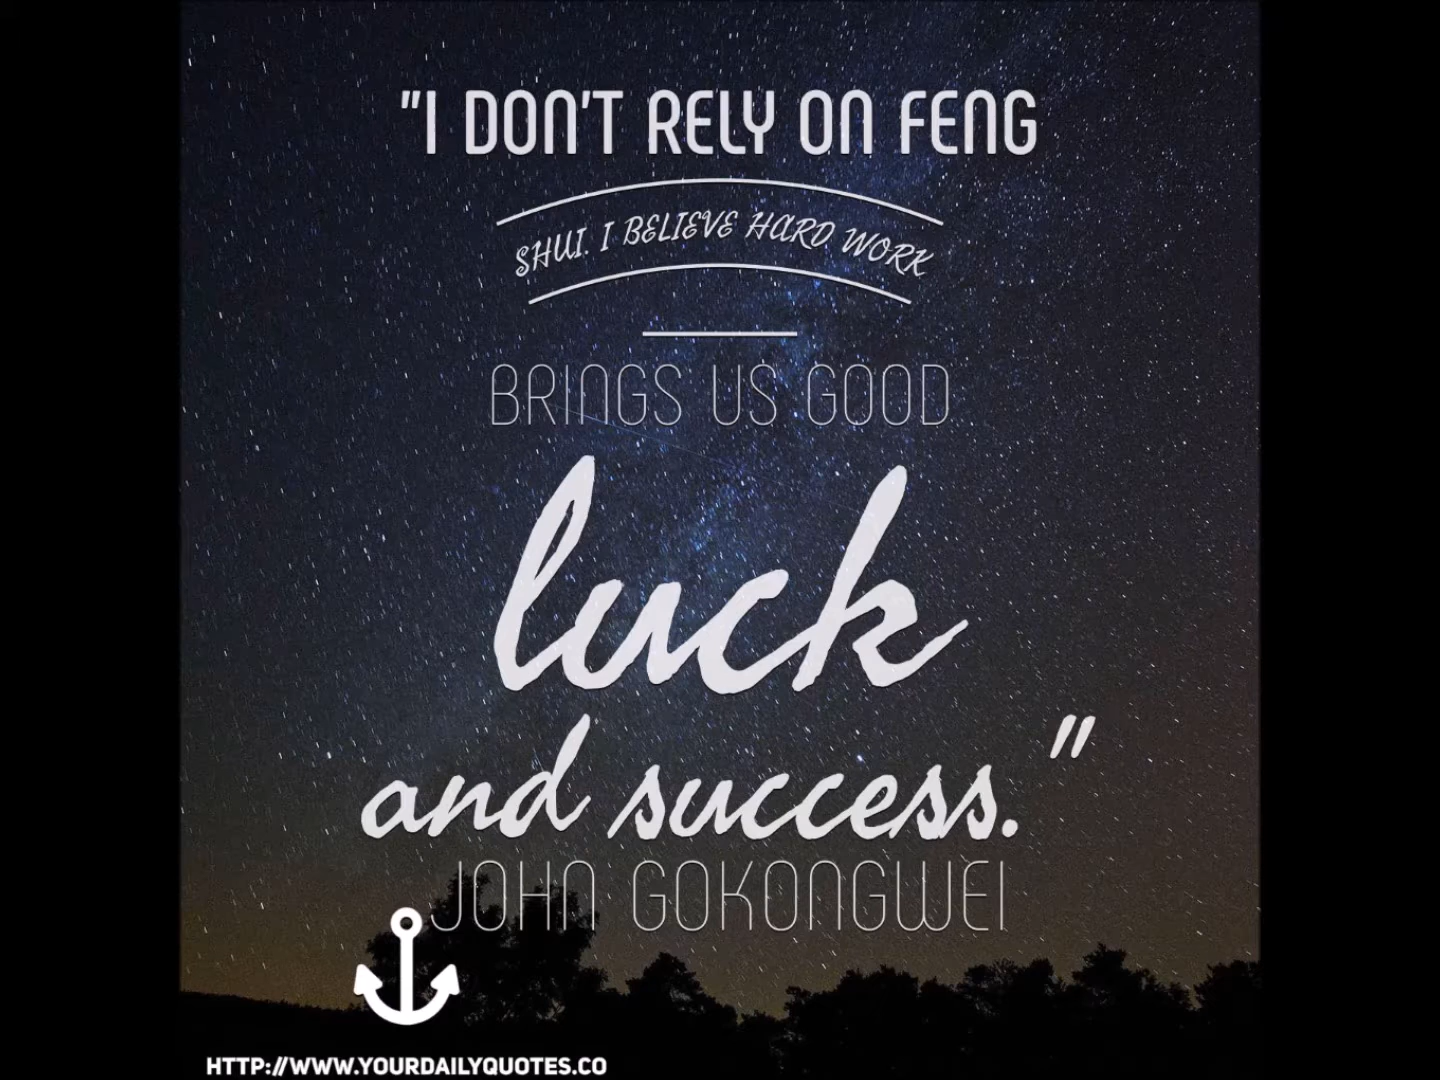 "I DON'T RELY ON FENG
SHUI. I BELIEVE HARD WORK
BRINGS US GOOD
luck
and success."
JOHN GOKONGWEI
HTTP://WWW.YOURDAILYQUOTES.CO